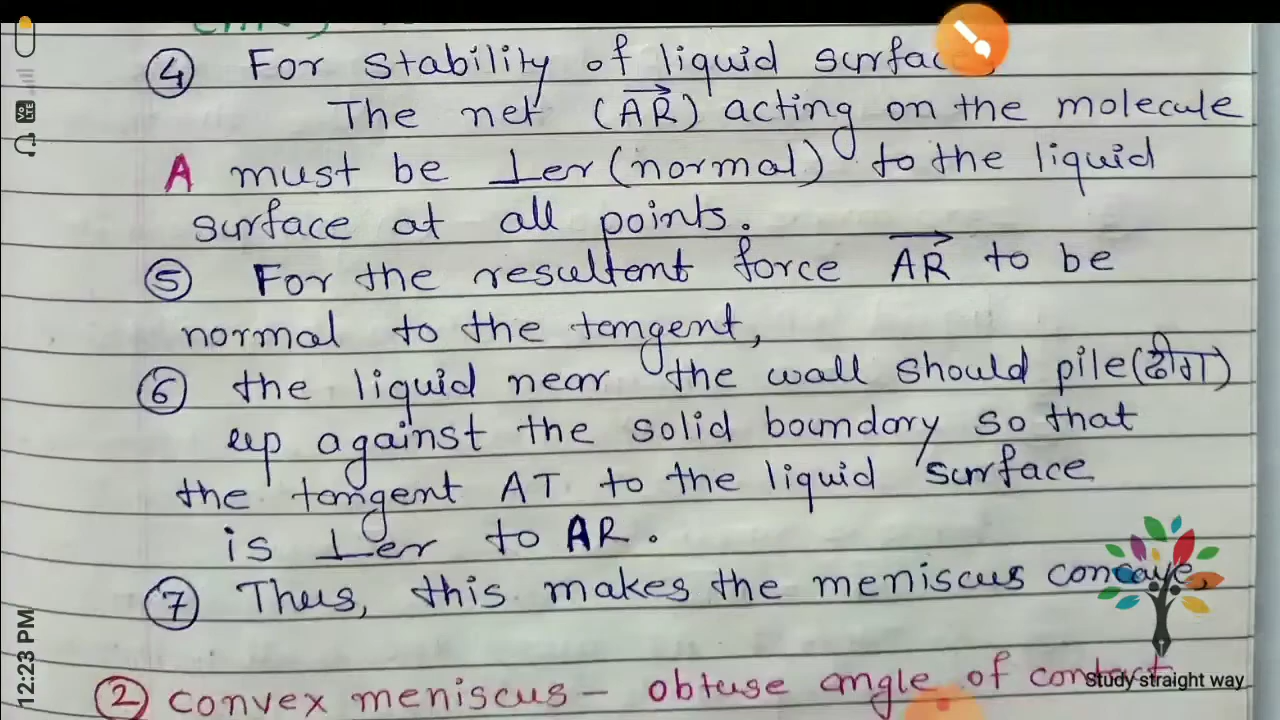 ④ For stability of liquid surface,
The net (AR) acting on the molecule
A must be ⊥er (normal) to the liquid
surface at all points.
⑤ For the resultent force AR to be
normal to the tangent,
⑥ the liquid near the wall should pile(ढीग)
up against the solid boundary so that
the tangent AT to the liquid surface
is ⊥er to AR.
⑦ Thus, this makes the meniscus concave,
② convex meniscus – obtuse angle of contact
Study straight way
12:23 PM